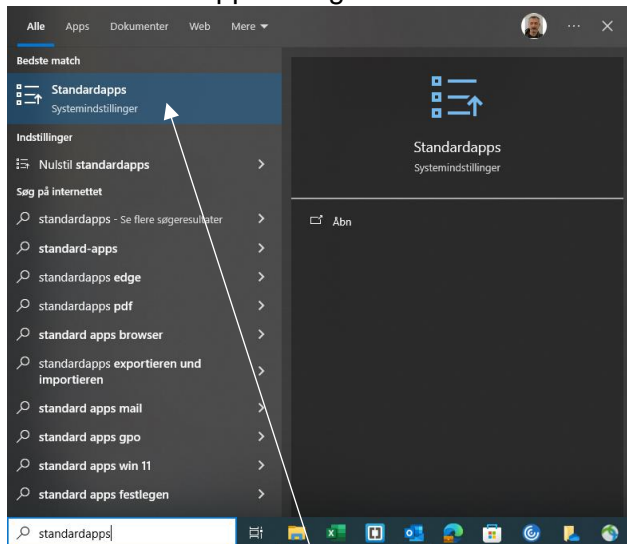 Alle Apps Dokumenter Web Mere
Bedste match
Standardapps
Systemindstillinger
Indstillinger
Nulstil standardapps
Søg på internettet
standardapps - Se flere søgeresultater
standard-apps
standardapps edge
standardapps pdf
standard apps browser
standardapps exportieren und
importieren
standard apps mail
standard apps gpo
standard apps win 11
standard apps festlegen
standardapps
Standardapps
Systemindstillinger
Åbn